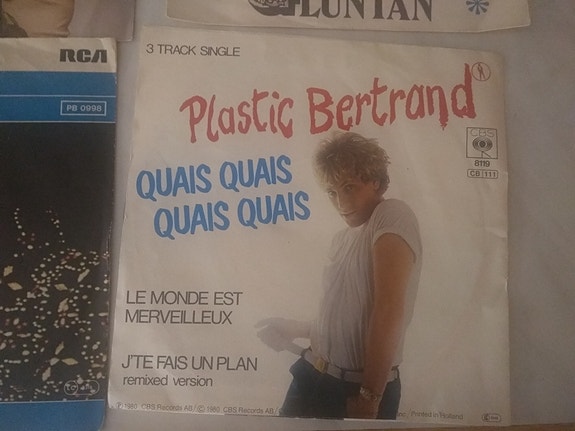 GLUNTAN
RCA
PB 0998
3 TRACK SINGLE
Plastic Bertrand
CBS
8119
CB 111
QUAIS QUAIS
QUAIS QUAIS
LE MONDE EST
MERVEILLEUX
J'TE FAIS UN PLAN
remixed version
℗ 1980 CBS Records AB/© 1980 CBS Records AB/ Inc./Printed in Holland